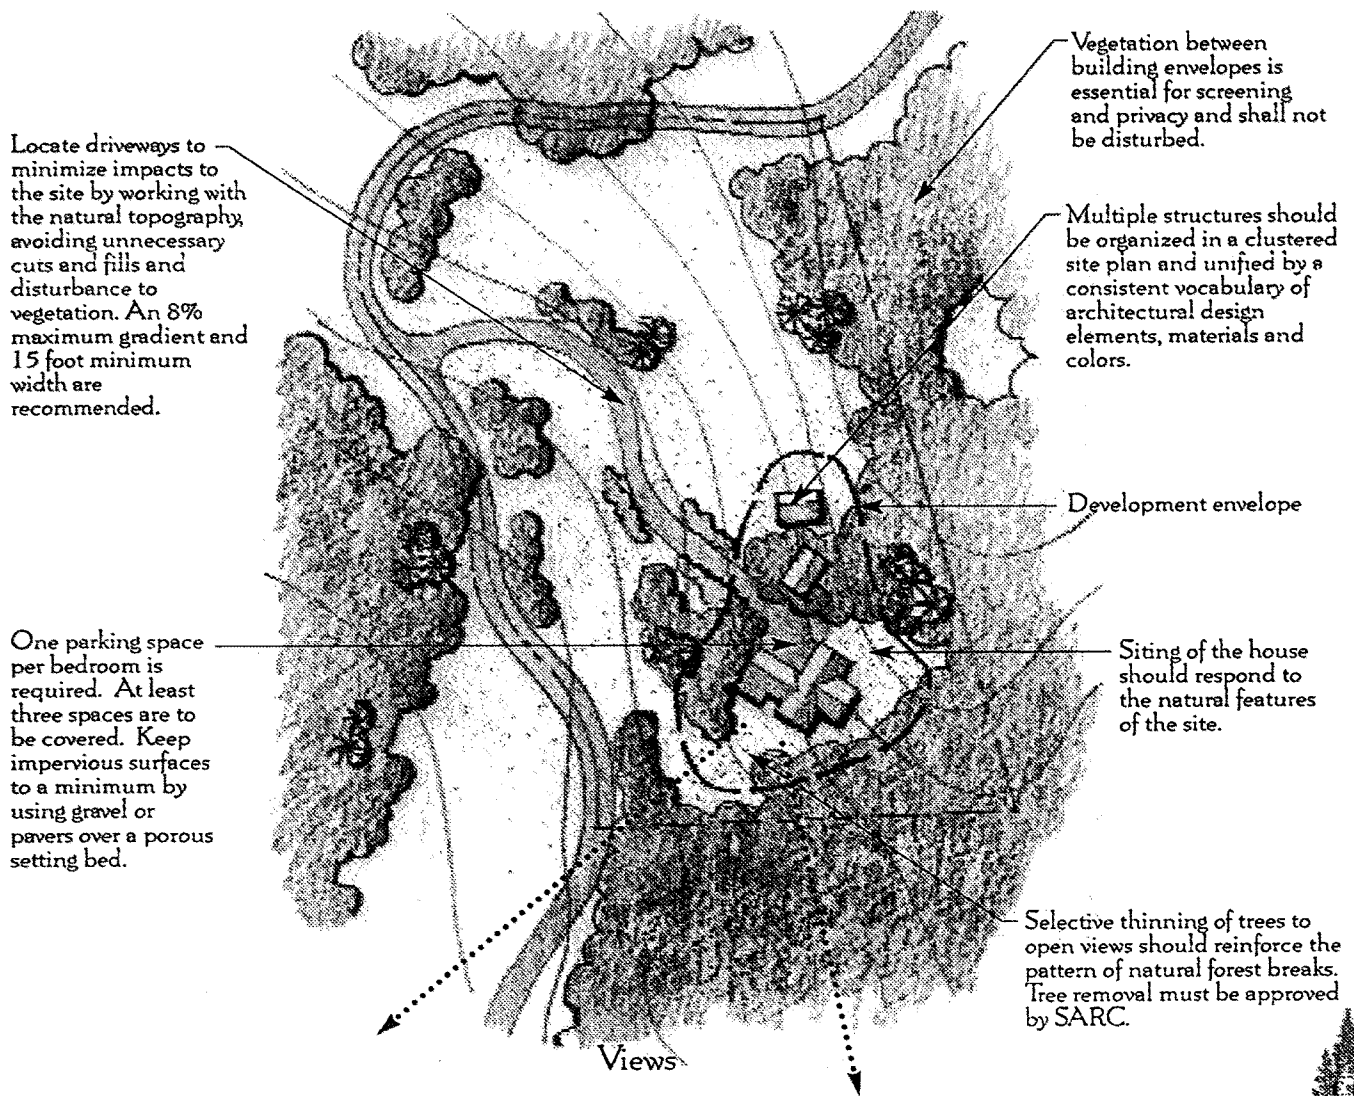 Vegetation between
building envelopes is
essential for screening
and privacy and shall not
be disturbed.
Locate driveways to
minimize impacts to
the site by working with
the natural topography,
avoiding unnecessary
cuts and fills and
disturbance to
vegetation. An 8%
maximum gradient and
15 foot minimum
width are
recommended.
Multiple structures should
be organized in a clustered
site plan and unified by a
consistent vocabulary of
architectural design
elements, materials and
colors.
Development envelope
One parking space
per bedroom is
required. At least
three spaces are to
be covered. Keep
impervious surfaces
to a minimum by
using gravel or
pavers over a porous
setting bed.
Siting of the house
should respond to
the natural features
of the site.
Selective thinning of trees to
open views should reinforce the
pattern of natural forest breaks.
Tree removal must be approved
by SARC.
Views